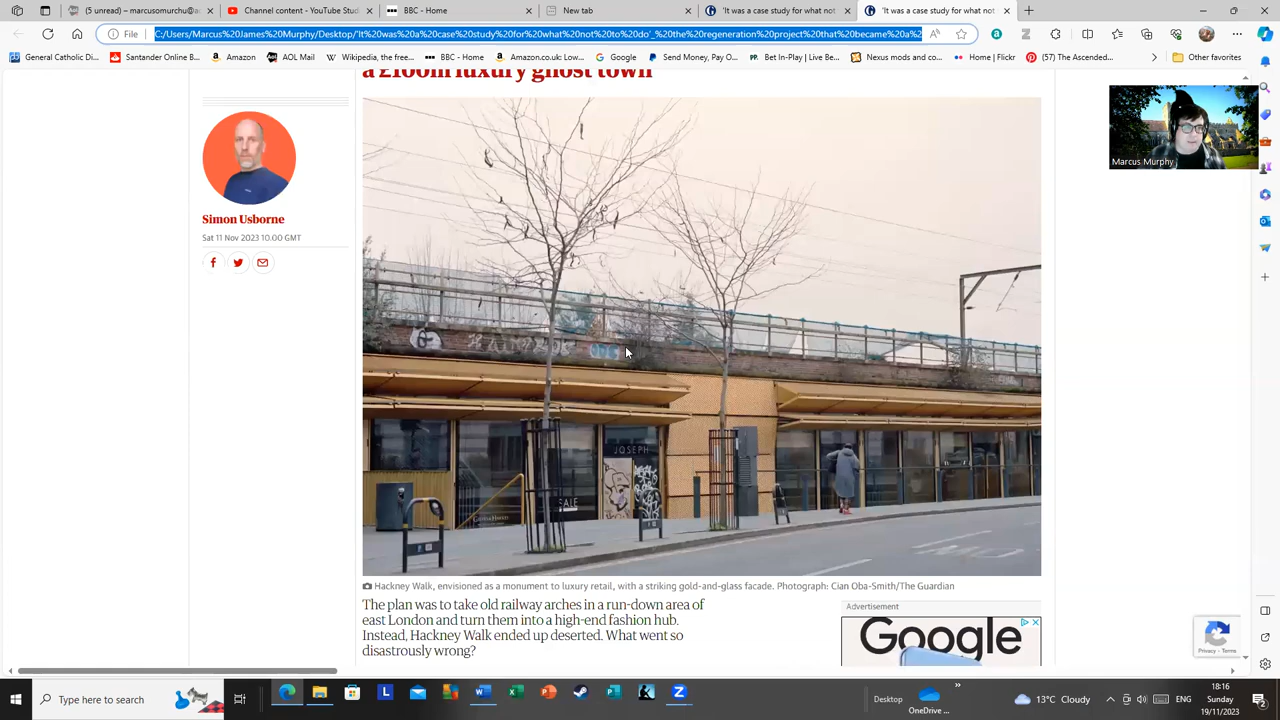 (5 unread) – marcosmurchu@a
Channel content - YouTube Stud
BBC - Home
New tab
'It was a case study for what not
'It was a case study for what not
File
C:/Users/Marcus%20James%20Murphy/Desktop/'It%20was%20a%20case%20study%20for%20what%20not%20to%20do'_%20the%20regeneration%20project%20that%20became%20a%2
General Catholic Di...
Santander Online B...
Amazon
AOL Mail
Wikipedia, the free...
BBC - Home
Amazon.co.uk: Low...
Google
Send Money, Pay O...
Bet In-Play | Live Be...
Nexus mods and co...
Home | Flickr
(57) The Ascended...
Other favorites
a £100m luxury ghost town
Marcus Murphy
Simon Usborne
Sat 11 Nov 2023 10.00 GMT
JOSEPH
SALE
Hackney Walk, envisioned as a monument to luxury retail, with a striking gold-and-glass facade. Photograph: Cian Oba-Smith/The Guardian
The plan was to take old railway arches in a run-down area of
east London and turn them into a high-end fashion hub.
Instead, Hackney Walk ended up deserted. What went so
disastrously wrong?
Advertisement
Google
Privacy - Terms
Type here to search
Desktop
OneDrive ...
13°C Cloudy
ENG
18:16
Sunday
19/11/2023
2